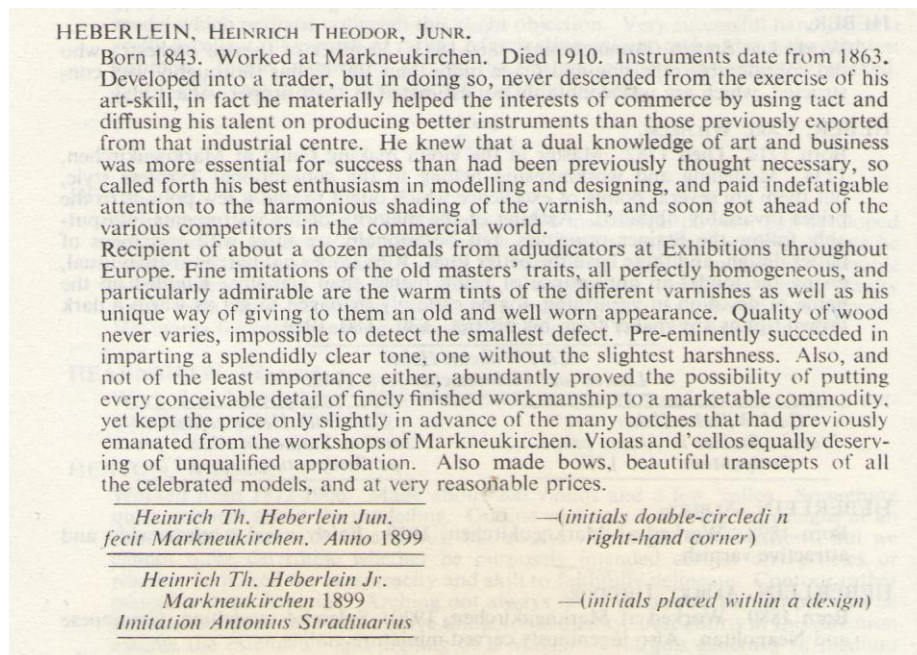 HEBERLEIN, HEINRICH THEODOR, JUNR.
Born 1843. Worked at Markneukirchen. Died 1910. Instruments date from 1863.
Developed into a trader, but in doing so, never descended from the exercise of his
art-skill, in fact he materially helped the interests of commerce by using tact and
diffusing his talent on producing better instruments than those previously exported
from that industrial centre. He knew that a dual knowledge of art and business
was more essential for success than had been previously thought necessary, so
called forth his best enthusiasm in modelling and designing, and paid indefatigable
attention to the harmonious shading of the varnish, and soon got ahead of the
various competitors in the commercial world.
Recipient of about a dozen medals from adjudicators at Exhibitions throughout
Europe. Fine imitations of the old masters' traits, all perfectly homogeneous, and
particularly admirable are the warm tints of the different varnishes as well as his
unique way of giving to them an old and well worn appearance. Quality of wood
never varies, impossible to detect the smallest defect. Pre-eminently succeeded in
imparting a splendidly clear tone, one without the slightest harshness. Also, and
not of the least importance either, abundantly proved the possibility of putting
every conceivable detail of finely finished workmanship to a marketable commodity,
yet kept the price only slightly in advance of the many botches that had previously
emanated from the workshops of Markneukirchen. Violas and 'cellos equally deserv-
ing of unqualified approbation. Also made bows, beautiful transcepts of all
the celebrated models, and at very reasonable prices.
Heinrich Th. Heberlein Jun. —(initials double-circledi n
fecit Markneukirchen. Anno 1899 right-hand corner)
Heinrich Th. Heberlein Jr.
Markneukirchen 1899 —(initials placed within a design)
Imitation Antonius Stradiuarius